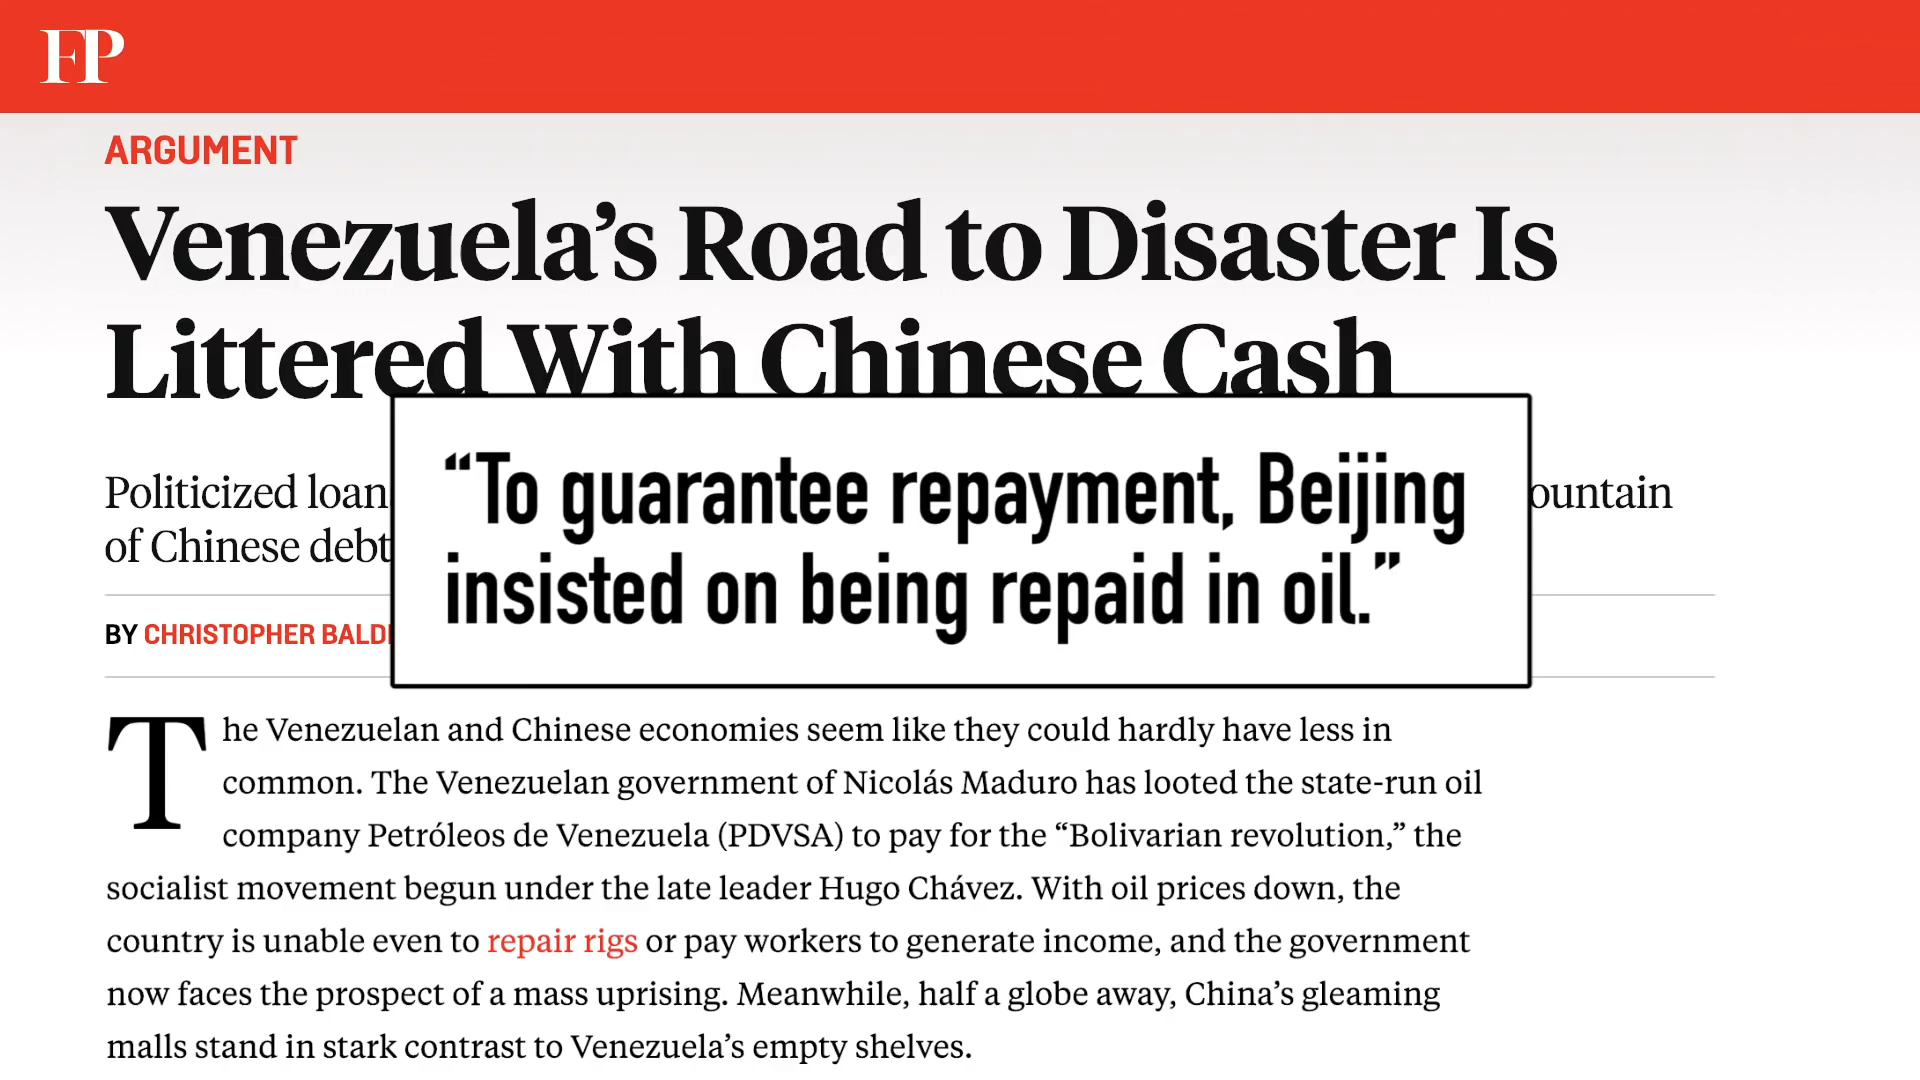 FP
ARGUMENT
Venezuela’s Road to Disaster Is
Littered With Chinese Cash
Politicized loan
ountain
of Chinese debt
“To guarantee repayment, Beijing
insisted on being repaid in oil.”
BY CHRISTOPHER BALD
The Venezuelan and Chinese economies seem like they could hardly have less in
common. The Venezuelan government of Nicolás Maduro has looted the state-run oil
company Petróleos de Venezuela (PDVSA) to pay for the “Bolivarian revolution,” the
socialist movement begun under the late leader Hugo Chávez. With oil prices down, the
country is unable even to repair rigs or pay workers to generate income, and the government
now faces the prospect of a mass uprising. Meanwhile, half a globe away, China’s gleaming
malls stand in stark contrast to Venezuela’s empty shelves.